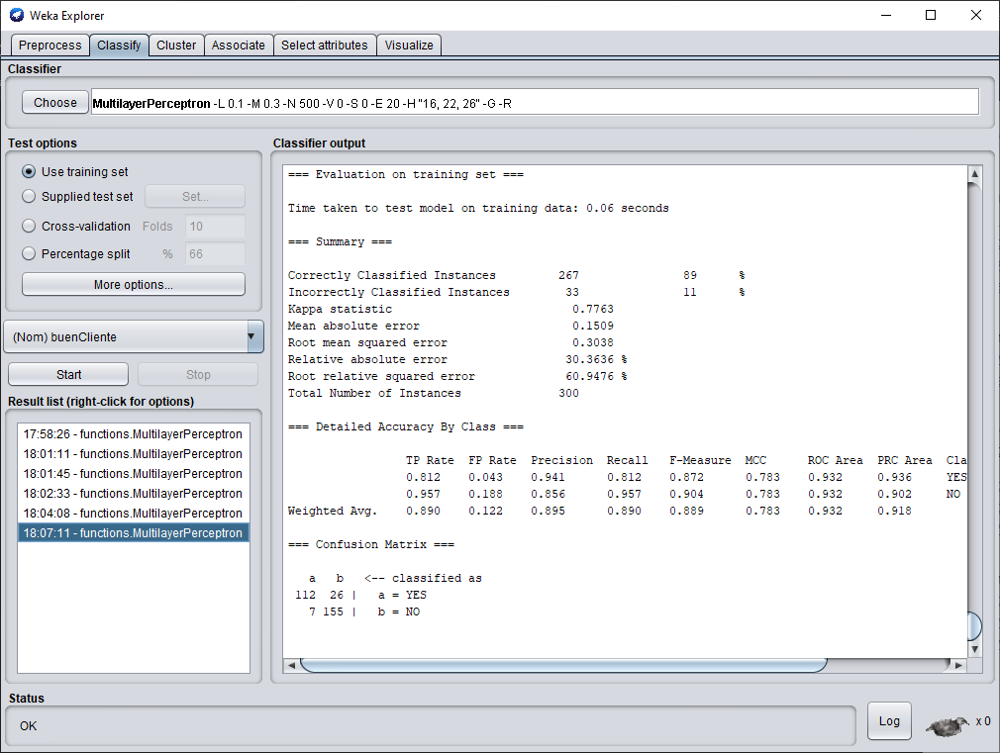 Weka Explorer
Preprocess Classify Cluster Associate Select attributes Visualize
Classifier
Choose MultilayerPerceptron -L 0.1 -M 0.3 -N 500 -V 0 -S 0 -E 20 -H "16, 22, 26" -G -R
Test options
Use training set
Supplied test set Set...
Cross-validation Folds 10
Percentage split % 66
More options...
(Nom) buenCliente
Start Stop
Result list (right-click for options)
17:58:26 - functions.MultilayerPerceptron
18:01:11 - functions.MultilayerPerceptron
18:01:45 - functions.MultilayerPerceptron
18:02:33 - functions.MultilayerPerceptron
18:04:08 - functions.MultilayerPerceptron
18:07:11 - functions.MultilayerPerceptron
Classifier output
=== Evaluation on training set ===
Time taken to test model on training data: 0.06 seconds
=== Summary ===
Correctly Classified Instances 267 89 %
Incorrectly Classified Instances 33 11 %
Kappa statistic 0.7763
Mean absolute error 0.1509
Root mean squared error 0.3038
Relative absolute error 30.3636 %
Root relative squared error 60.9476 %
Total Number of Instances 300
=== Detailed Accuracy By Class ===
TP Rate FP Rate Precision Recall F-Measure MCC ROC Area PRC Area Cla
0.812 0.043 0.941 0.812 0.872 0.783 0.932 0.936 YES
0.957 0.188 0.856 0.957 0.904 0.783 0.932 0.902 NO
Weighted Avg. 0.890 0.122 0.895 0.890 0.889 0.783 0.932 0.918
=== Confusion Matrix ===
a b <-- classified as
112 26 | a = YES
7 155 | b = NO
Status
OK
Log x 0